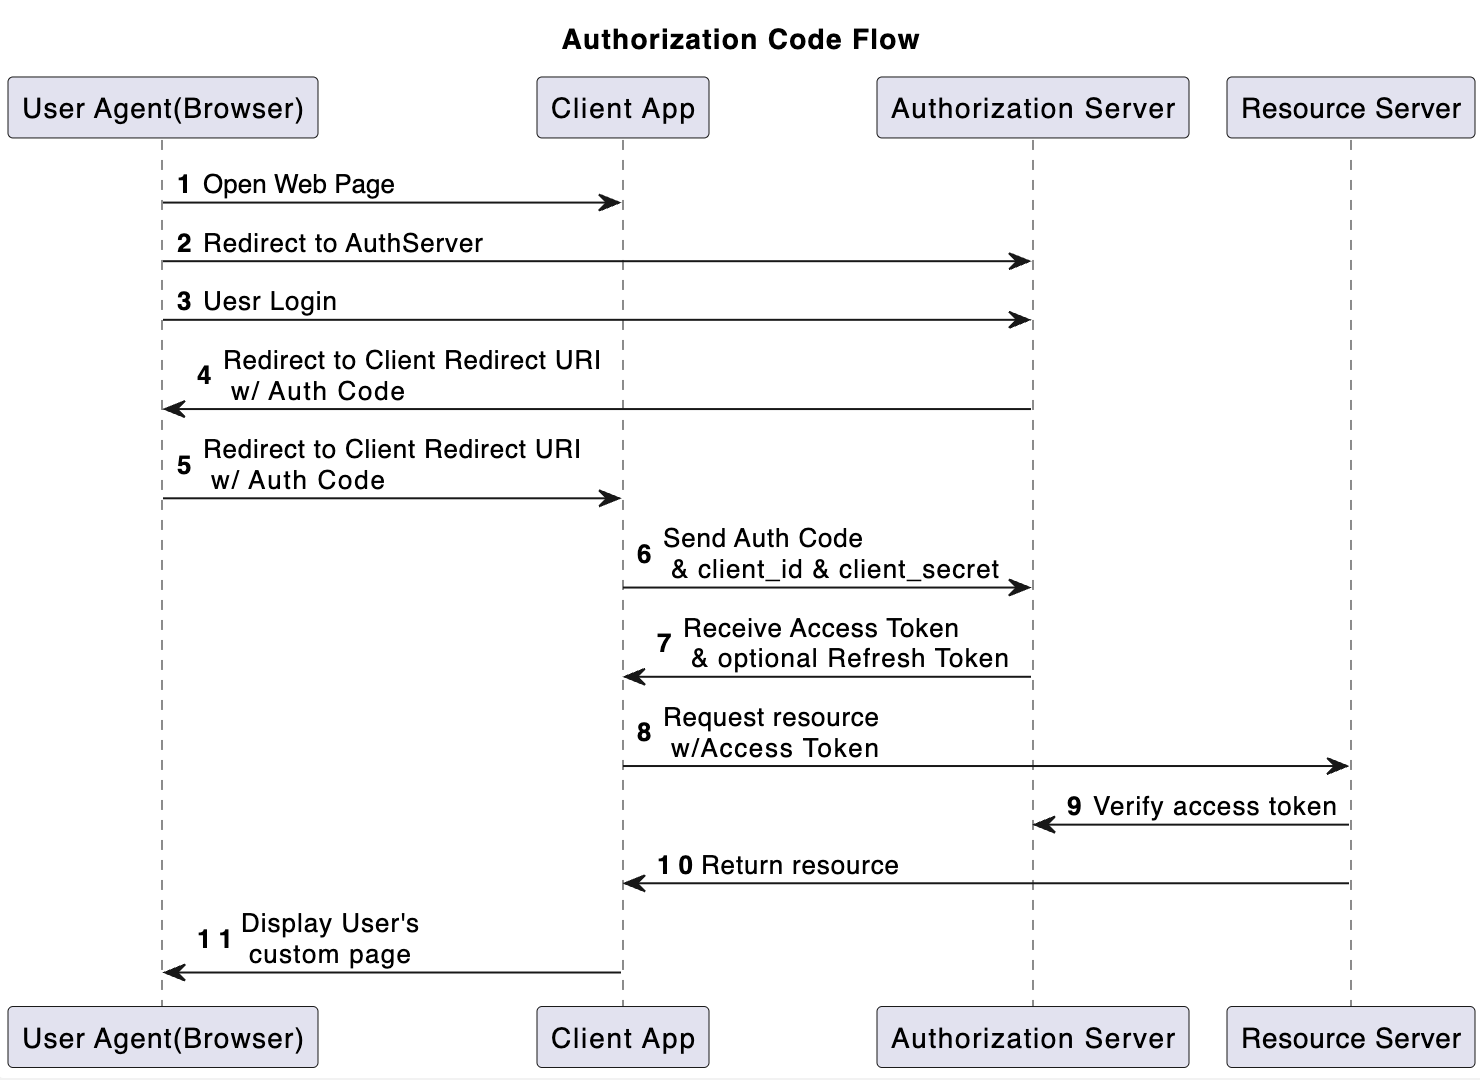 Authorization Code Flow
User Agent(Browser)
Client App
Authorization Server
Resource Server
1 Open Web Page
2 Redirect to AuthServer
3 Uesr Login
4 Redirect to Client Redirect URI
w/ Auth Code
5 Redirect to Client Redirect URI
w/ Auth Code
6 Send Auth Code
& client_id & client_secret
7 Receive Access Token
& optional Refresh Token
8 Request resource
w/Access Token
9 Verify access token
10 Return resource
11 Display User's
custom page
User Agent(Browser)
Client App
Authorization Server
Resource Server